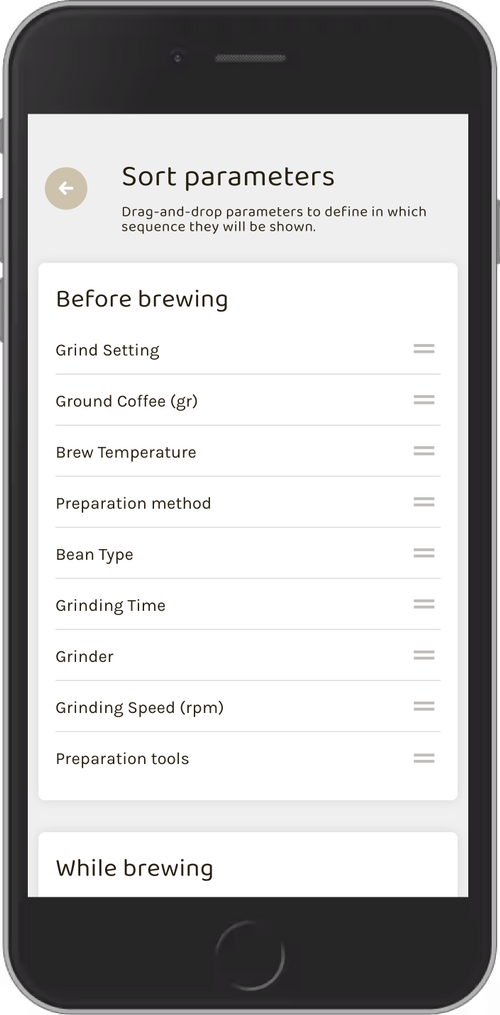 Sort parameters
Drag-and-drop parameters to define in which
sequence they will be shown.
Before brewing
Grind Setting
Ground Coffee (gr)
Brew Temperature
Preparation method
Bean Type
Grinding Time
Grinder
Grinding Speed (rpm)
Preparation tools
While brewing